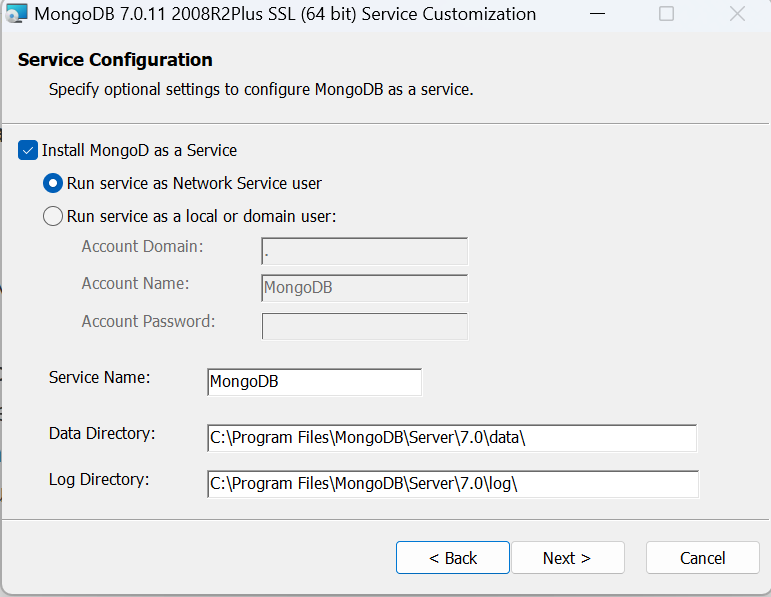 MongoDB 7.0.11 2008R2Plus SSL (64 bit) Service Customization
Service Configuration
Specify optional settings to configure MongoDB as a service.
Install MongoD as a Service
Run service as Network Service user
Run service as a local or domain user:
Account Domain: .
Account Name: MongoDB
Account Password:
Service Name: MongoDB
Data Directory: C:\Program Files\MongoDB\Server\7.0\data\
Log Directory: C:\Program Files\MongoDB\Server\7.0\log\
< Back Next > Cancel